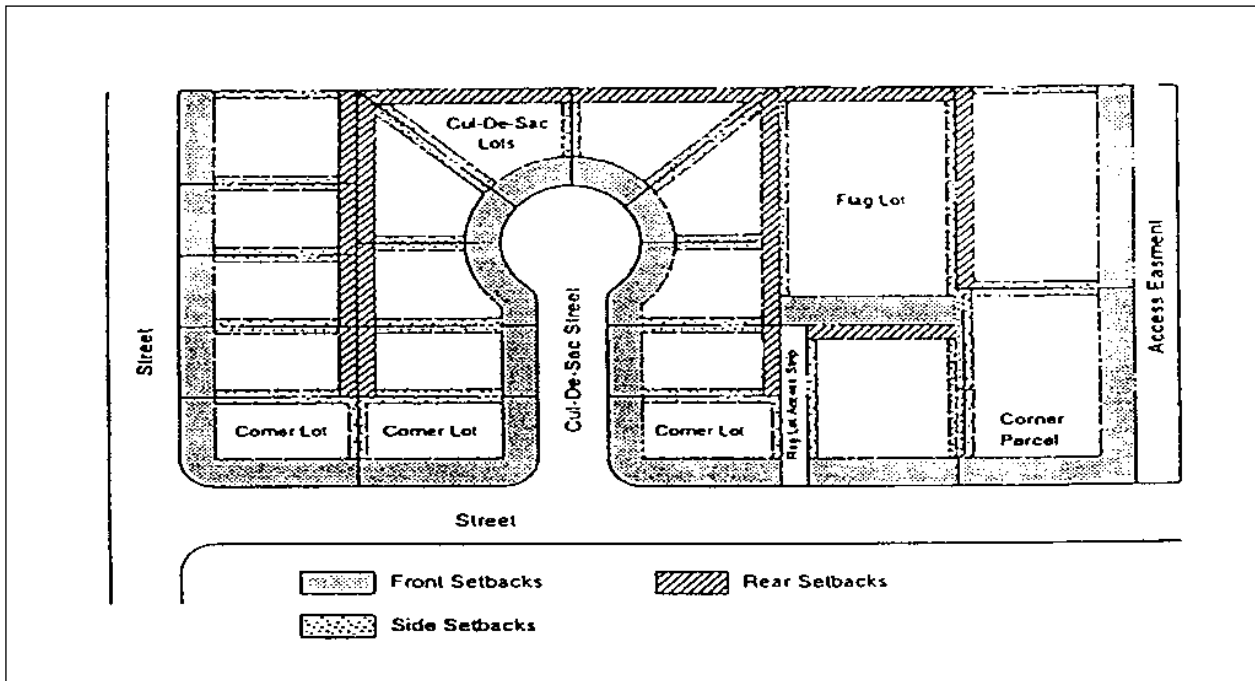 Cul-De-Sac
Lots
Flag Lot
Street
Cul-De-Sac Street
Access Easment
Corner Lot
Corner Lot
Corner Lot
Flag Lot Access Strip
Corner
Parcel
Street
Front Setbacks
Rear Setbacks
Side Setbacks